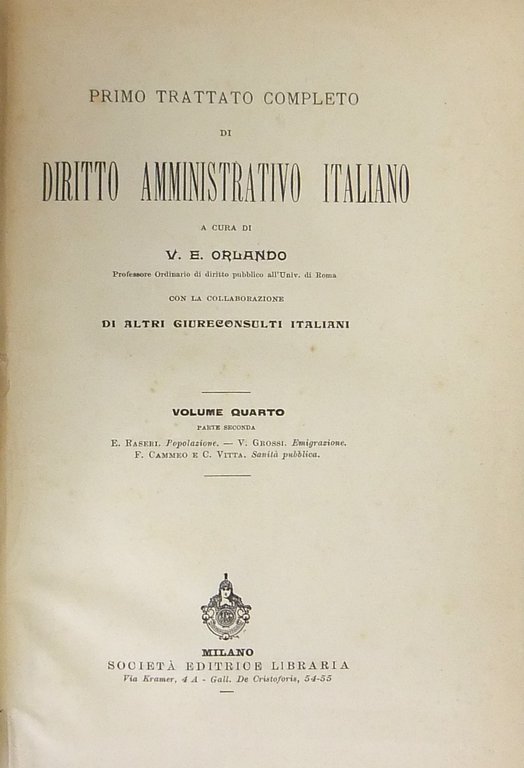 PRIMO TRATTATO COMPLETO
DI
DIRITTO AMMINISTRATIVO ITALIANO
A CURA DI
V. E. ORLANDO
Professore Ordinario di diritto pubblico all'Univ. di Roma
CON LA COLLABORAZIONE
DI ALTRI GIURECONSULTI ITALIANI
VOLUME QUARTO
PARTE SECONDA
E. RASERI. Popolazione. — V. GROSSI. Emigrazione.
F. CAMMEO E C. VITTA. Sanità pubblica.
MILANO
SOCIETÀ EDITRICE LIBRARIA
Via Kramer, 4 A - Gall. De Cristoforis, 54-55